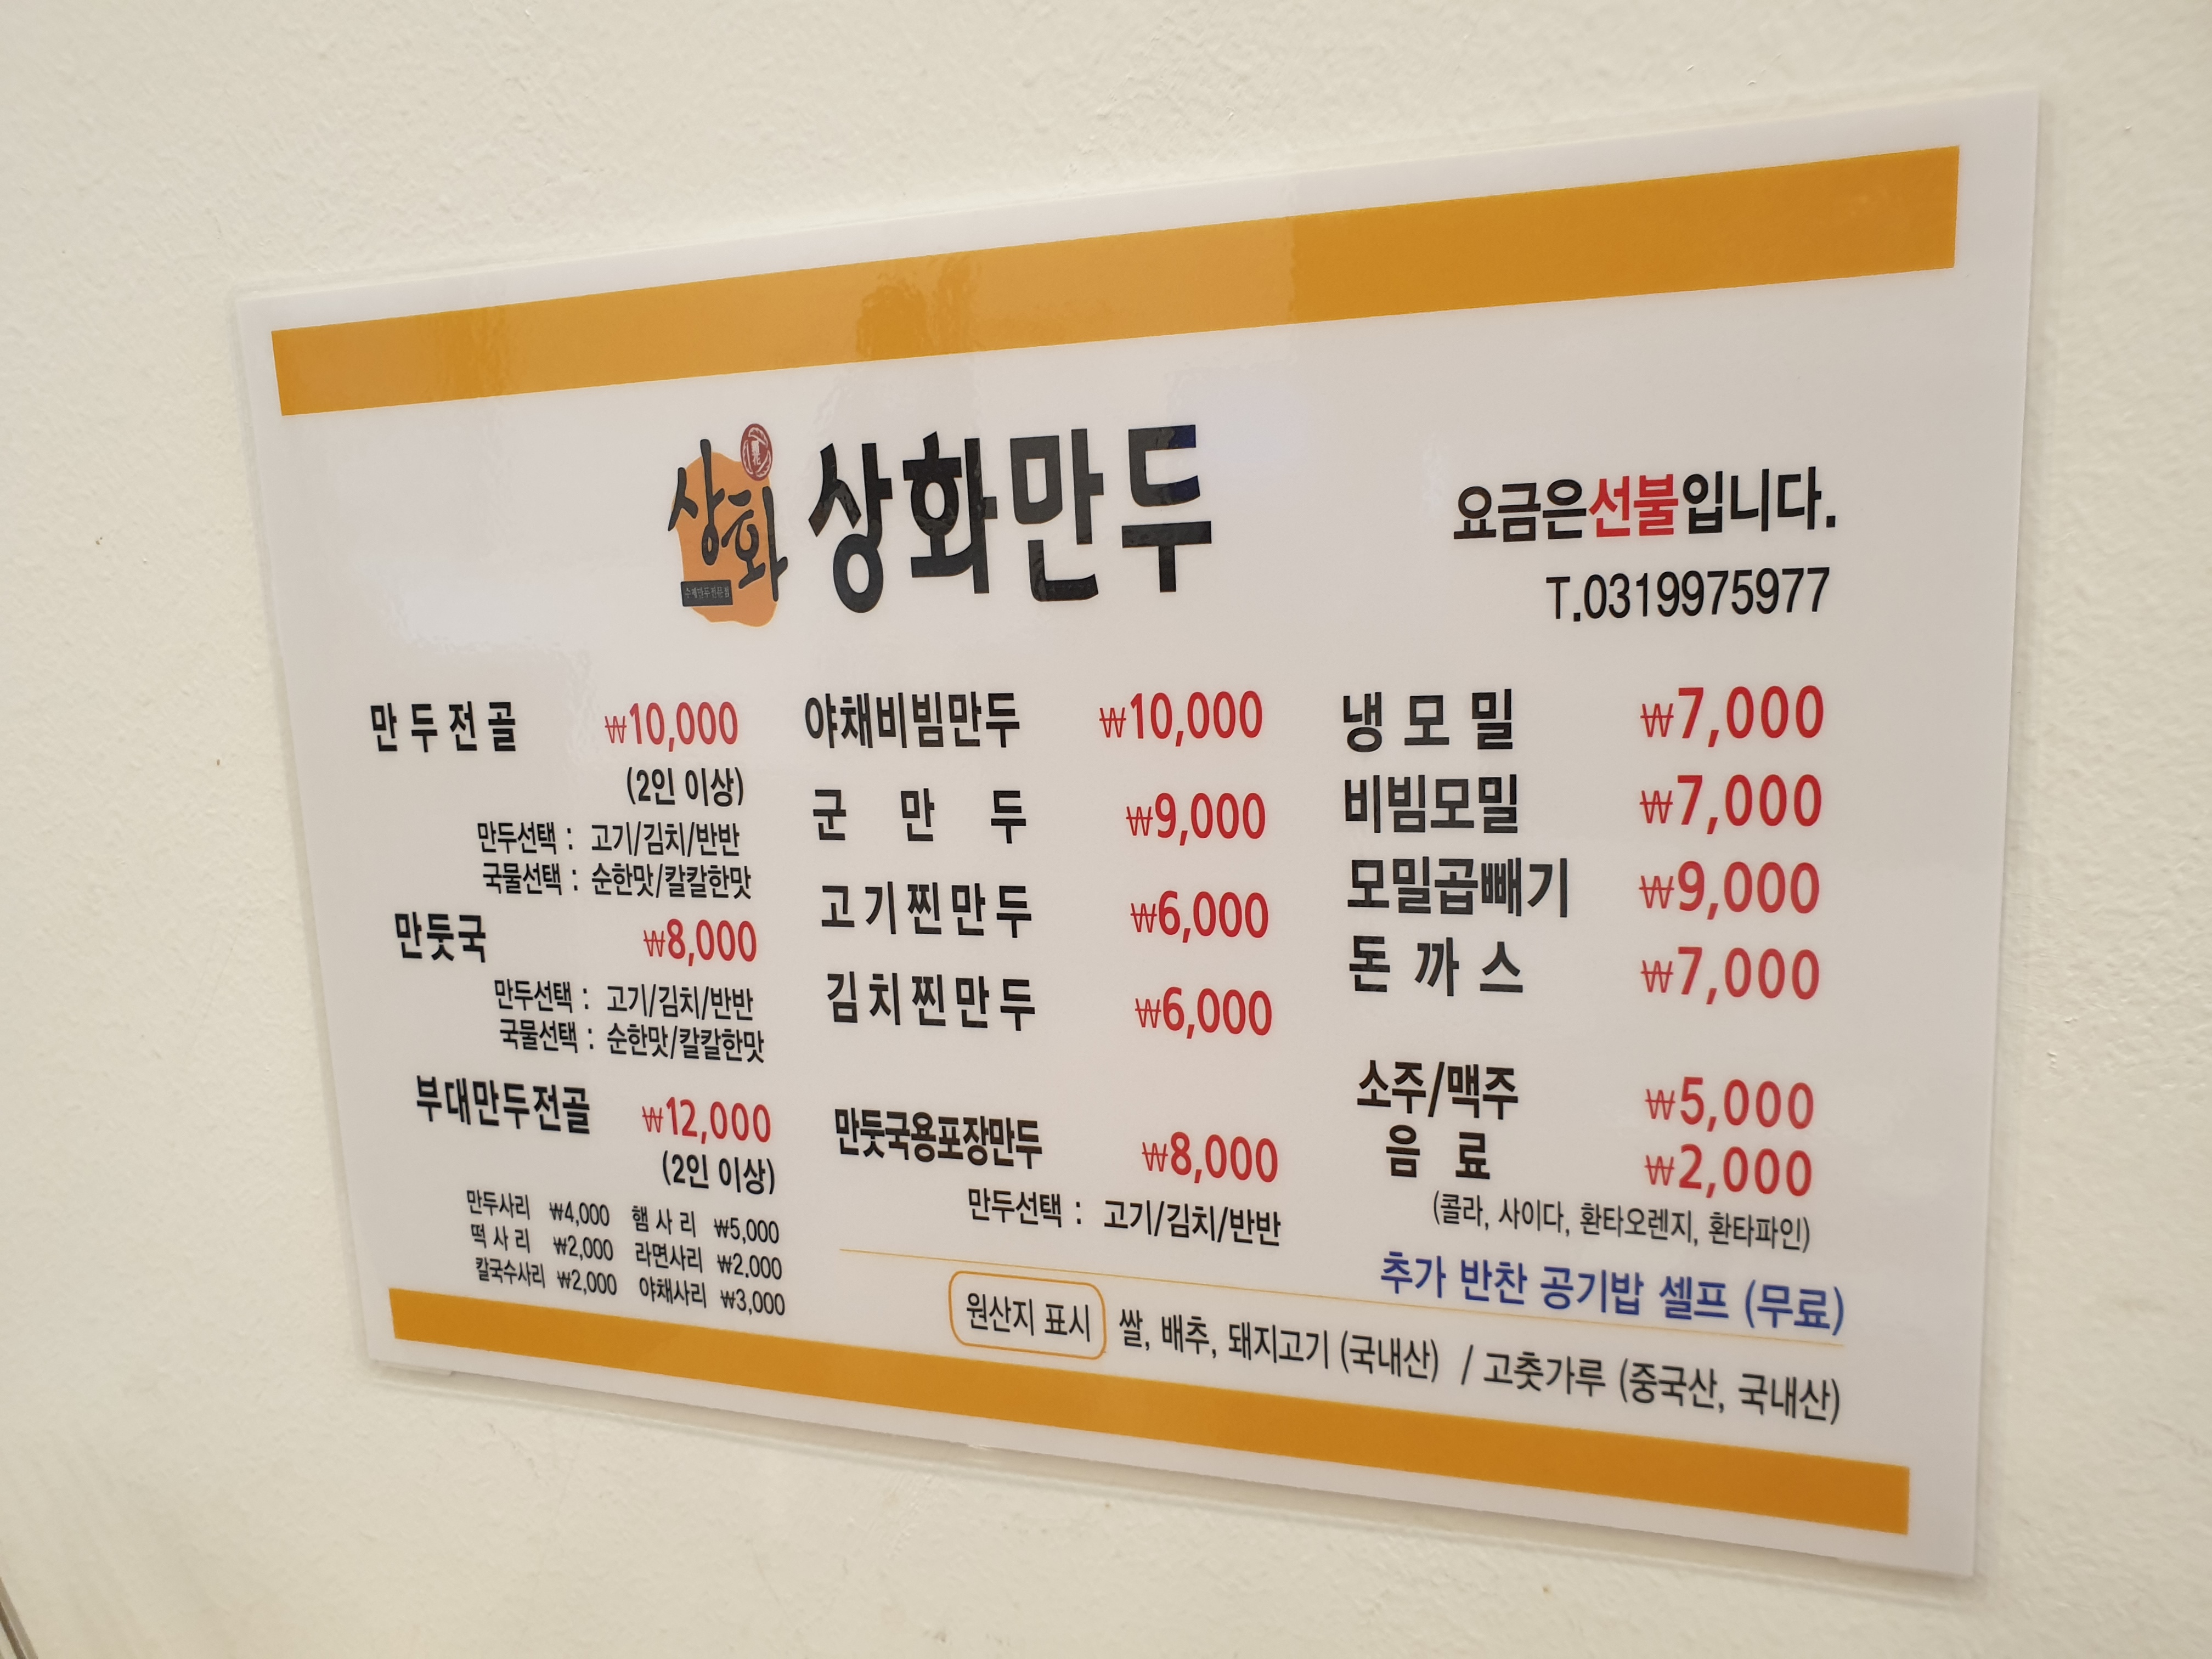 상화
수제만두전문점
상화만두
요금은선불입니다.
T.0319975977
만두전골 ₩10,000
(2인 이상)
만두선택 : 고기/김치/반반
국물선택 : 순한맛/칼칼한맛
만둣국 ₩8,000
만두선택 : 고기/김치/반반
국물선택 : 순한맛/칼칼한맛
부대만두전골 ₩12,000
(2인 이상)
만두사리 ₩4,000 햄사리 ₩5,000
떡사리 ₩2,000 라면사리 ₩2.000
칼국수사리 ₩2,000 야채사리 ₩3,000
야채비빔만두 ₩10,000
군만두 ₩9,000
고기찐만두 ₩6,000
김치찐만두 ₩6,000
만둣국용포장만두 ₩8,000
만두선택 : 고기/김치/반반
냉모밀 ₩7,000
비빔모밀 ₩7,000
모밀곱빼기 ₩9,000
돈까스 ₩7,000
소주/맥주 ₩5,000
음료 ₩2,000
(콜라, 사이다, 환타오렌지, 환타파인)
추가 반찬 공기밥 셀프 (무료)
원산지 표시 쌀, 배추, 돼지고기 (국내산) / 고춧가루 (중국산, 국내산)